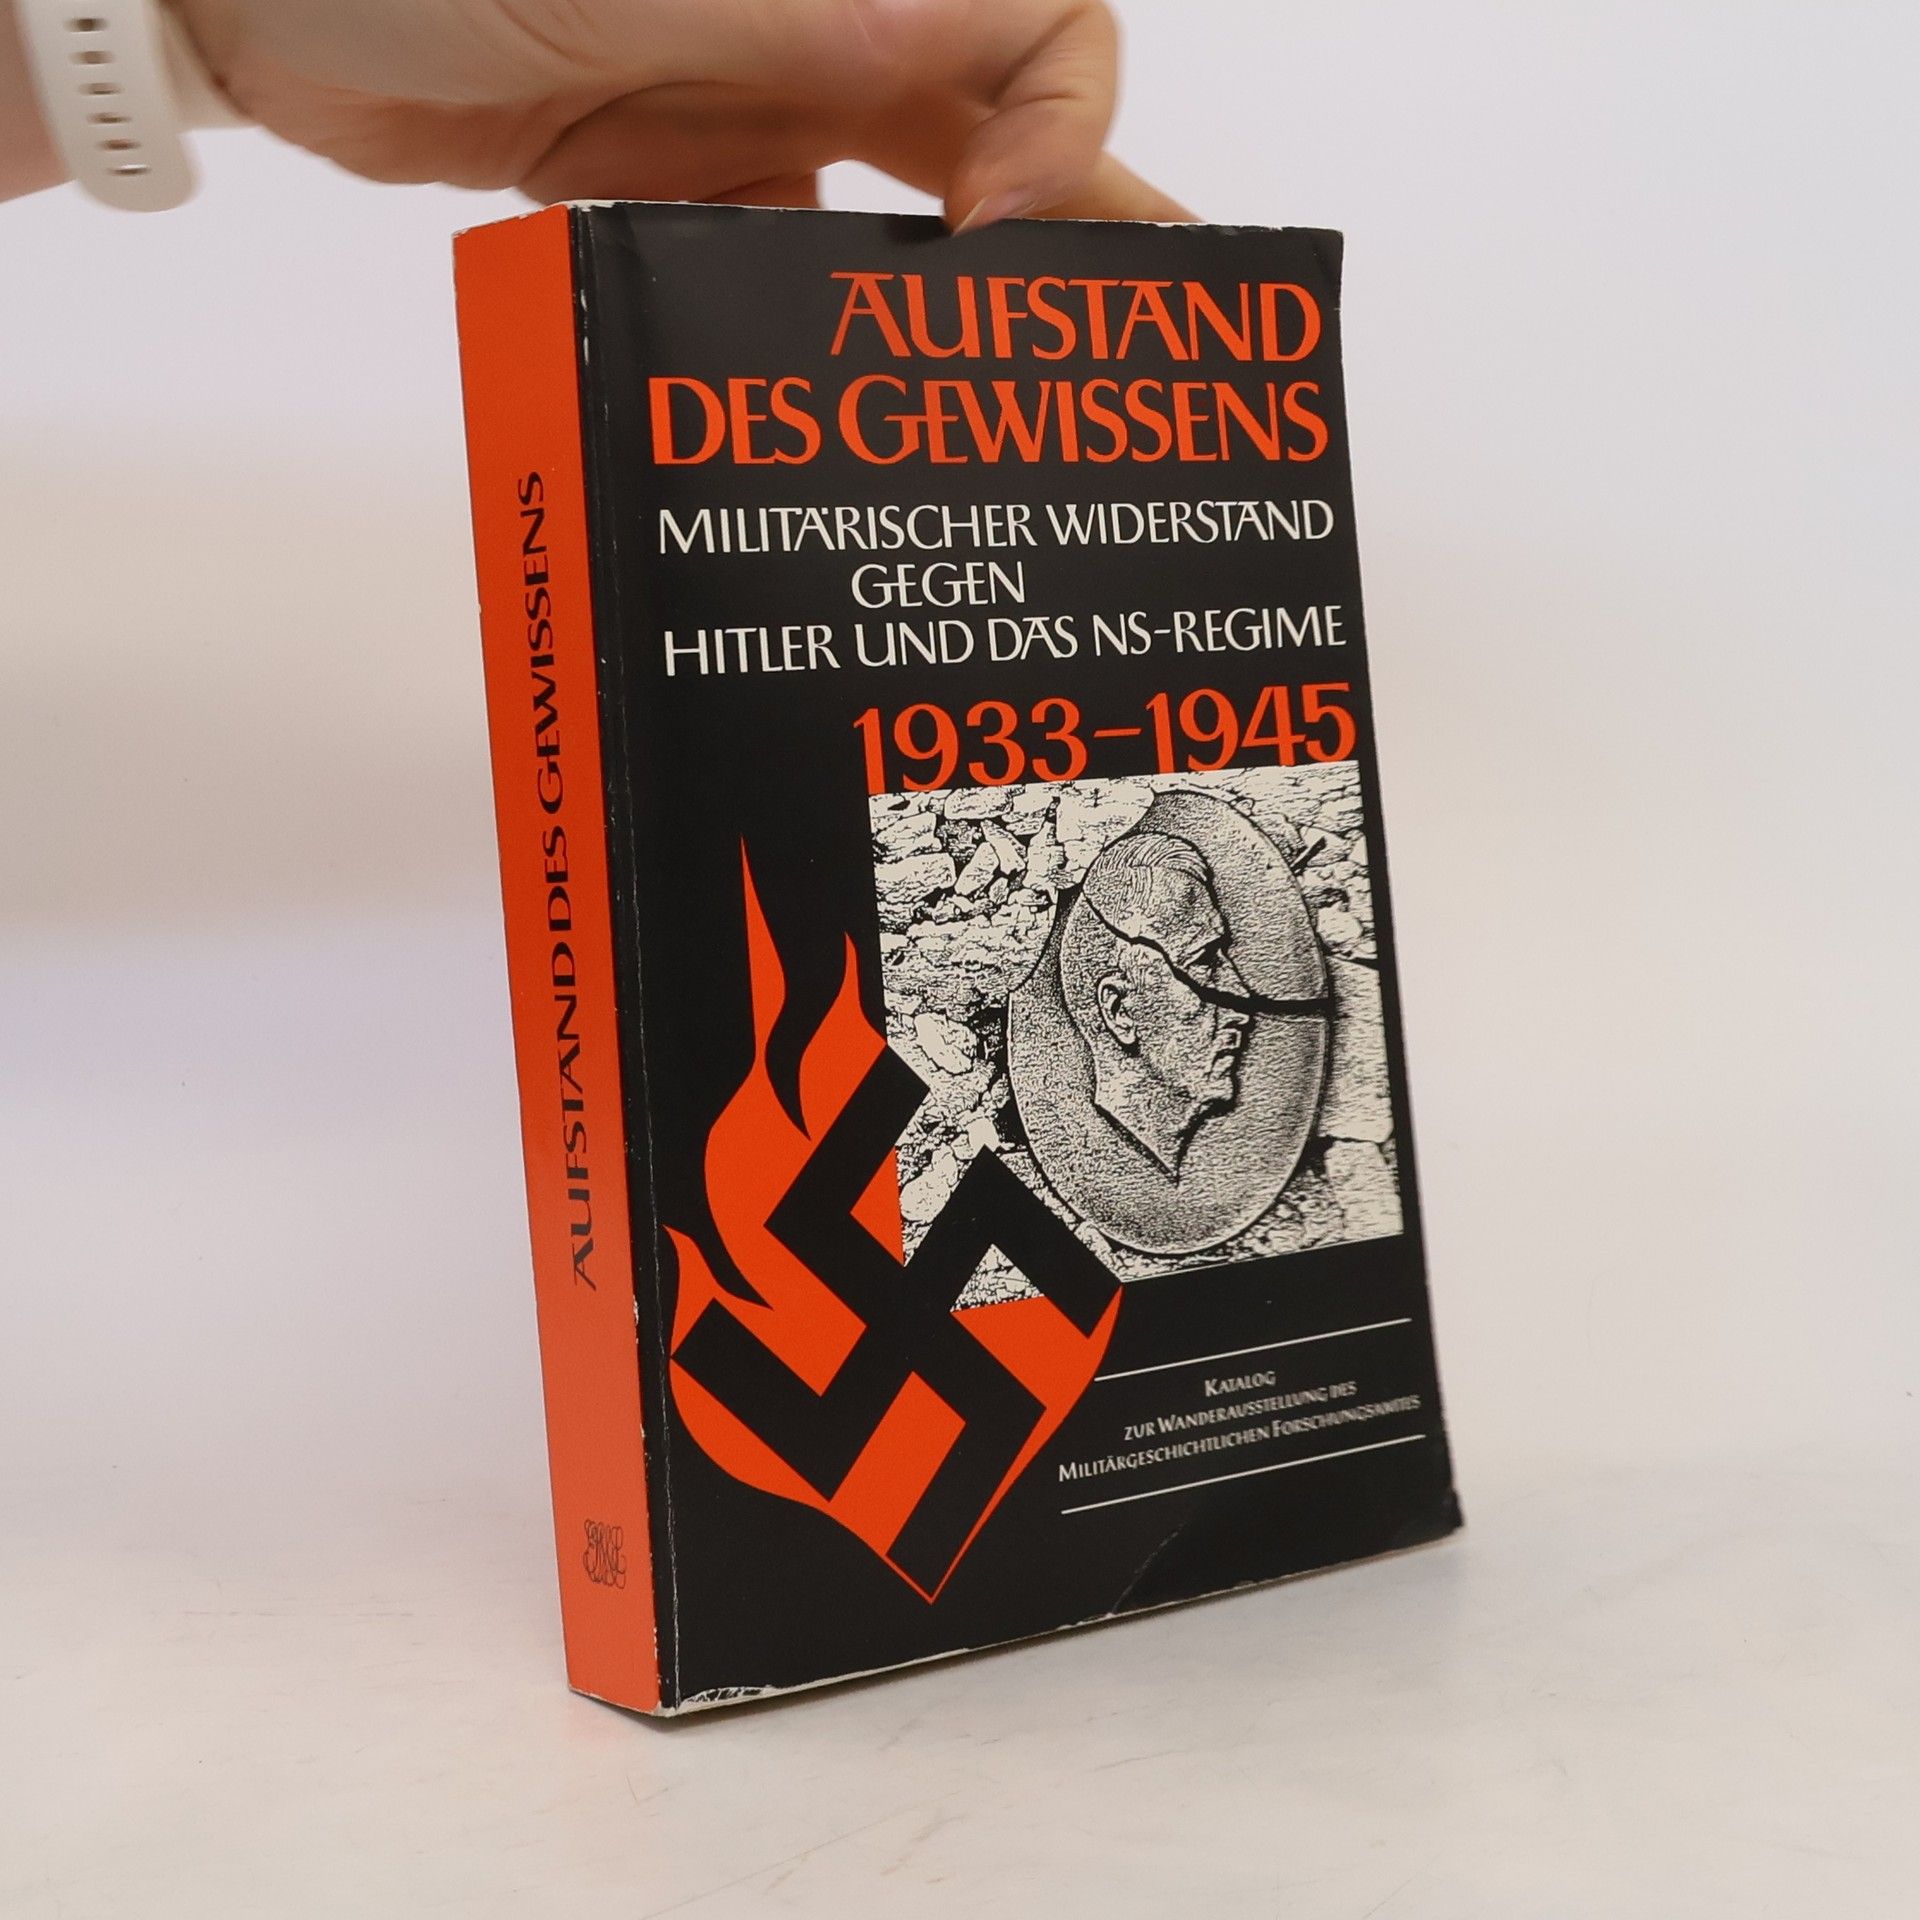 AUFSTAND
DES GEWISSENS
MILITÄRISCHER WIDERSTAND
GEGEN
HITLER UND DAS NS-REGIME
1933–1945
KATALOG
ZUR WANDERAUSSTELLUNG DES
MILITÄRGESCHICHTLICHEN FORSCHUNGSAMTES
AUFSTAND DES GEWISSENS